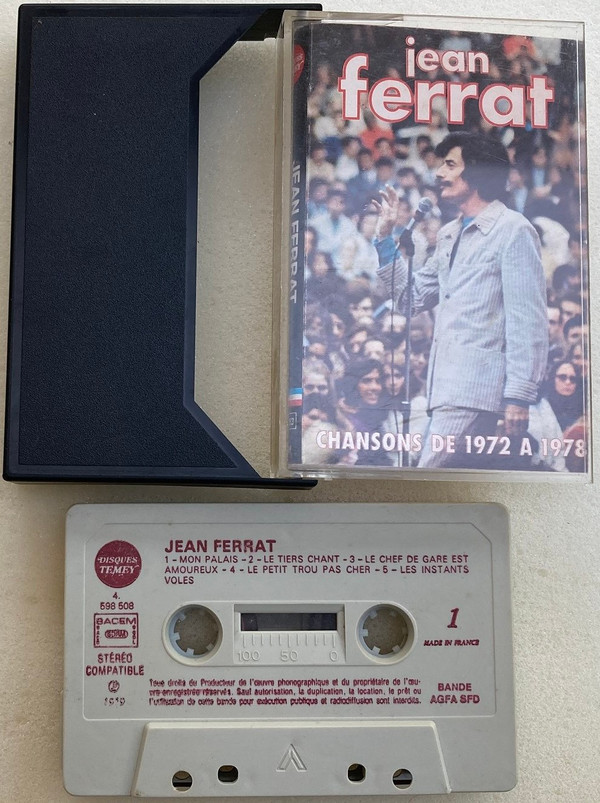 jean
ferrat
JEAN FERRAT
CHANSONS DE 1972 A 1978
DISQUES
TEMEY
4.
598 508
SACEM
SDRM
STÉRÉO
COMPATIBLE
1979
JEAN FERRAT
1 - MON PALAIS - 2 - LE TIERS CHANT - 3 - LE CHEF DE GARE EST
AMOUREUX - 4 - LE PETIT TROU PAS CHER - 5 - LES INSTANTS
VOLES
1
MADE IN FRANCE
100 50 0
Tous droits du Producteur de l'œuvre phonographique et du propriétaire de l'œu-
vre enregistrée réservés. Sauf autorisation, la duplication, la location, le prêt ou
l'utilisation de cette bande pour exécution publique et radiodiffusion sont interdits.
BANDE
AGFA SFD